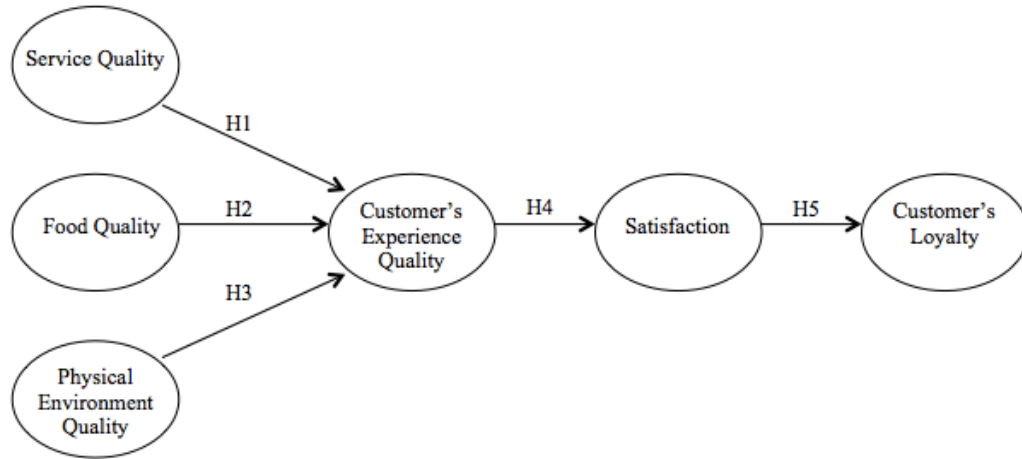 Service Quality
H1
Food Quality
H2
Customer's
Experience
Quality
H4
Satisfaction
H5
Customer's
Loyalty
H3
Physical
Environment
Quality